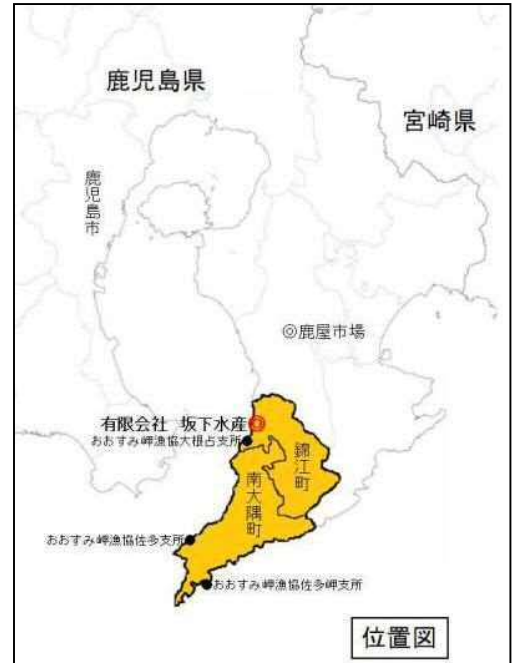 鹿児島県
宮崎県
鹿児島市
◎鹿屋市場
有限会社 坂下水産◎
おおすみ岬漁協大根占支所●
錦江町
南大隅町
おおすみ岬漁協佐多支所●
●おおすみ岬漁協佐多岬支所
位置図